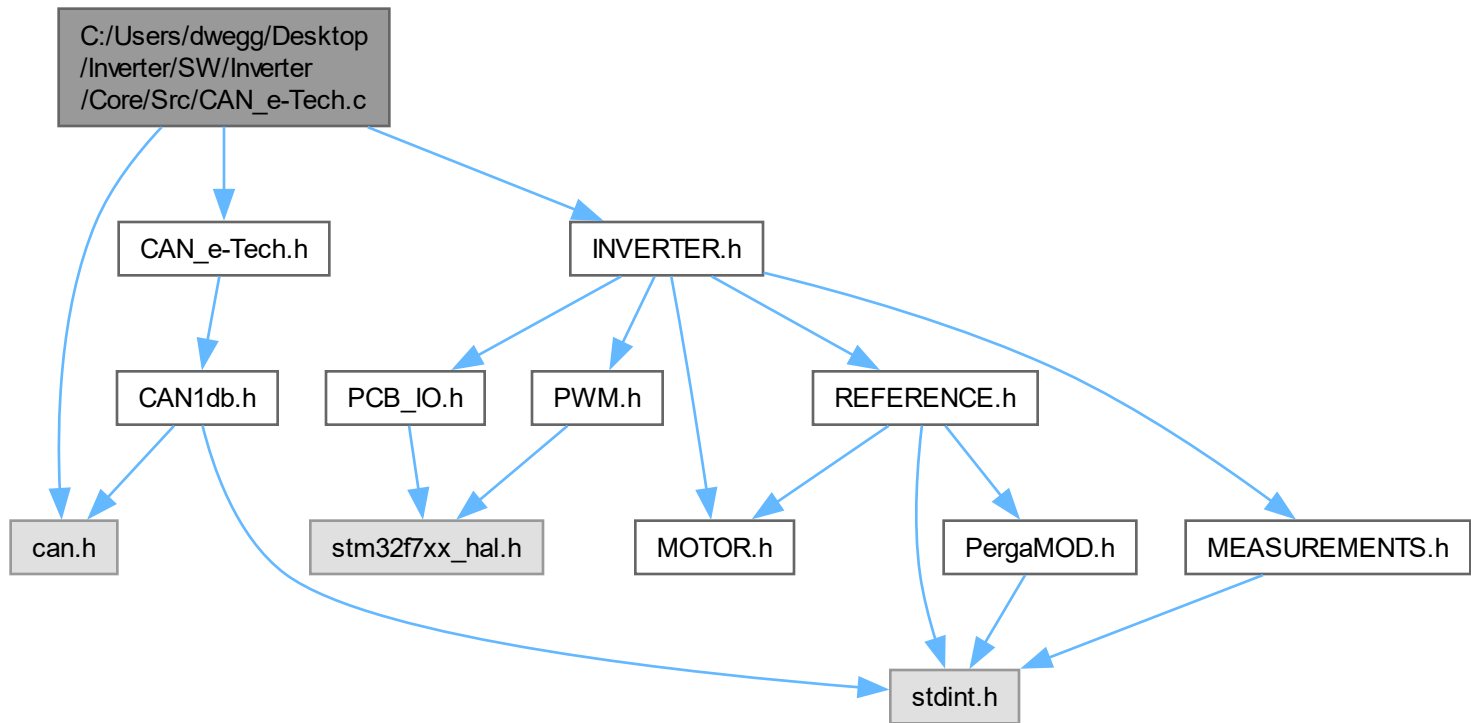 C:/Users/dwegg/Desktop
/Inverter/SW/Inverter
/Core/Src/CAN_e-Tech.c
CAN_e-Tech.h
INVERTER.h
CAN1db.h
PCB_IO.h
PWM.h
REFERENCE.h
can.h
stm32f7xx_hal.h
MOTOR.h
PergaMOD.h
MEASUREMENTS.h
stdint.h